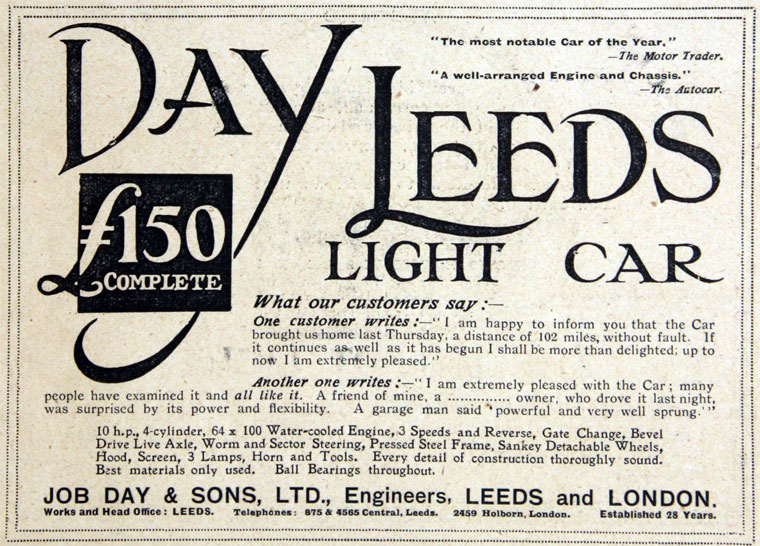 DAY LEEDS
"The most notable Car of the Year."
—The Motor Trader.
"A well-arranged Engine and Chassis."
—The Autocar.
£150
COMPLETE
LIGHT CAR
What our customers say :—
One customer writes :—" I am happy to inform you that the Car
brought us home last Thursday, a distance of 102 miles, without fault. If
it continues as well as it has begun I shall be more than delighted; up to
now I am extremely pleased."
Another one writes :—" I am extremely pleased with the Car ; many
people have examined it and all like it. A friend of mine, a ............... owner, who drove it last night,
was surprised by its power and flexibility. A garage man said ' powerful and very well sprung.' "
10 h.p., 4-cylinder, 64 x 100 Water-cooled Engine, 3 Speeds and Reverse, Gate Change, Bevel
Drive Live Axle, Worm and Sector Steering, Pressed Steel Frame, Sankey Detachable Wheels,
Hood, Screen, 3 Lamps, Horn and Tools. Every detail of construction thoroughly sound.
Best materials only used. Ball Bearings throughout.
JOB DAY & SONS, LTD., Engineers, LEEDS and LONDON.
Works and Head Office : LEEDS. Telephones : 875 & 4565 Central, Leeds. 2459 Holborn, London. Established 28 Years.